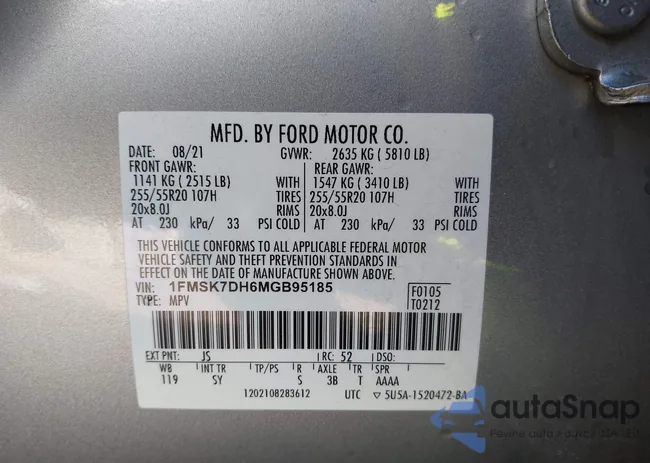 MFD. BY FORD MOTOR CO.
DATE: 08/21 GVWR: 2635 KG ( 5810 LB)
FRONT GAWR: REAR GAWR:
1141 KG ( 2515 LB) WITH 1547 KG ( 3410 LB) WITH
255/55R20 107H TIRES 255/55R20 107H TIRES
20x8.0J RIMS 20x8.0J RIMS
AT 230 kPa/ 33 PSI COLD AT 230 kPa/ 33 PSI COLD
THIS VEHICLE CONFORMS TO ALL APPLICABLE FEDERAL MOTOR
VEHICLE SAFETY AND THEFT PREVENTION STANDARDS IN
EFFECT ON THE DATE OF MANUFACTURE SHOWN ABOVE.
VIN: 1FMSK7DH6MGB95185 F0105
TYPE: MPV T0212
EXT PNT: JS RC: 52 DSO:
WB INT TR TP/PS R AXLE TR SPR
119 SY S 3B T AAAA
1202108283612 UTC 5U5A-1520472-BA
autaSnap